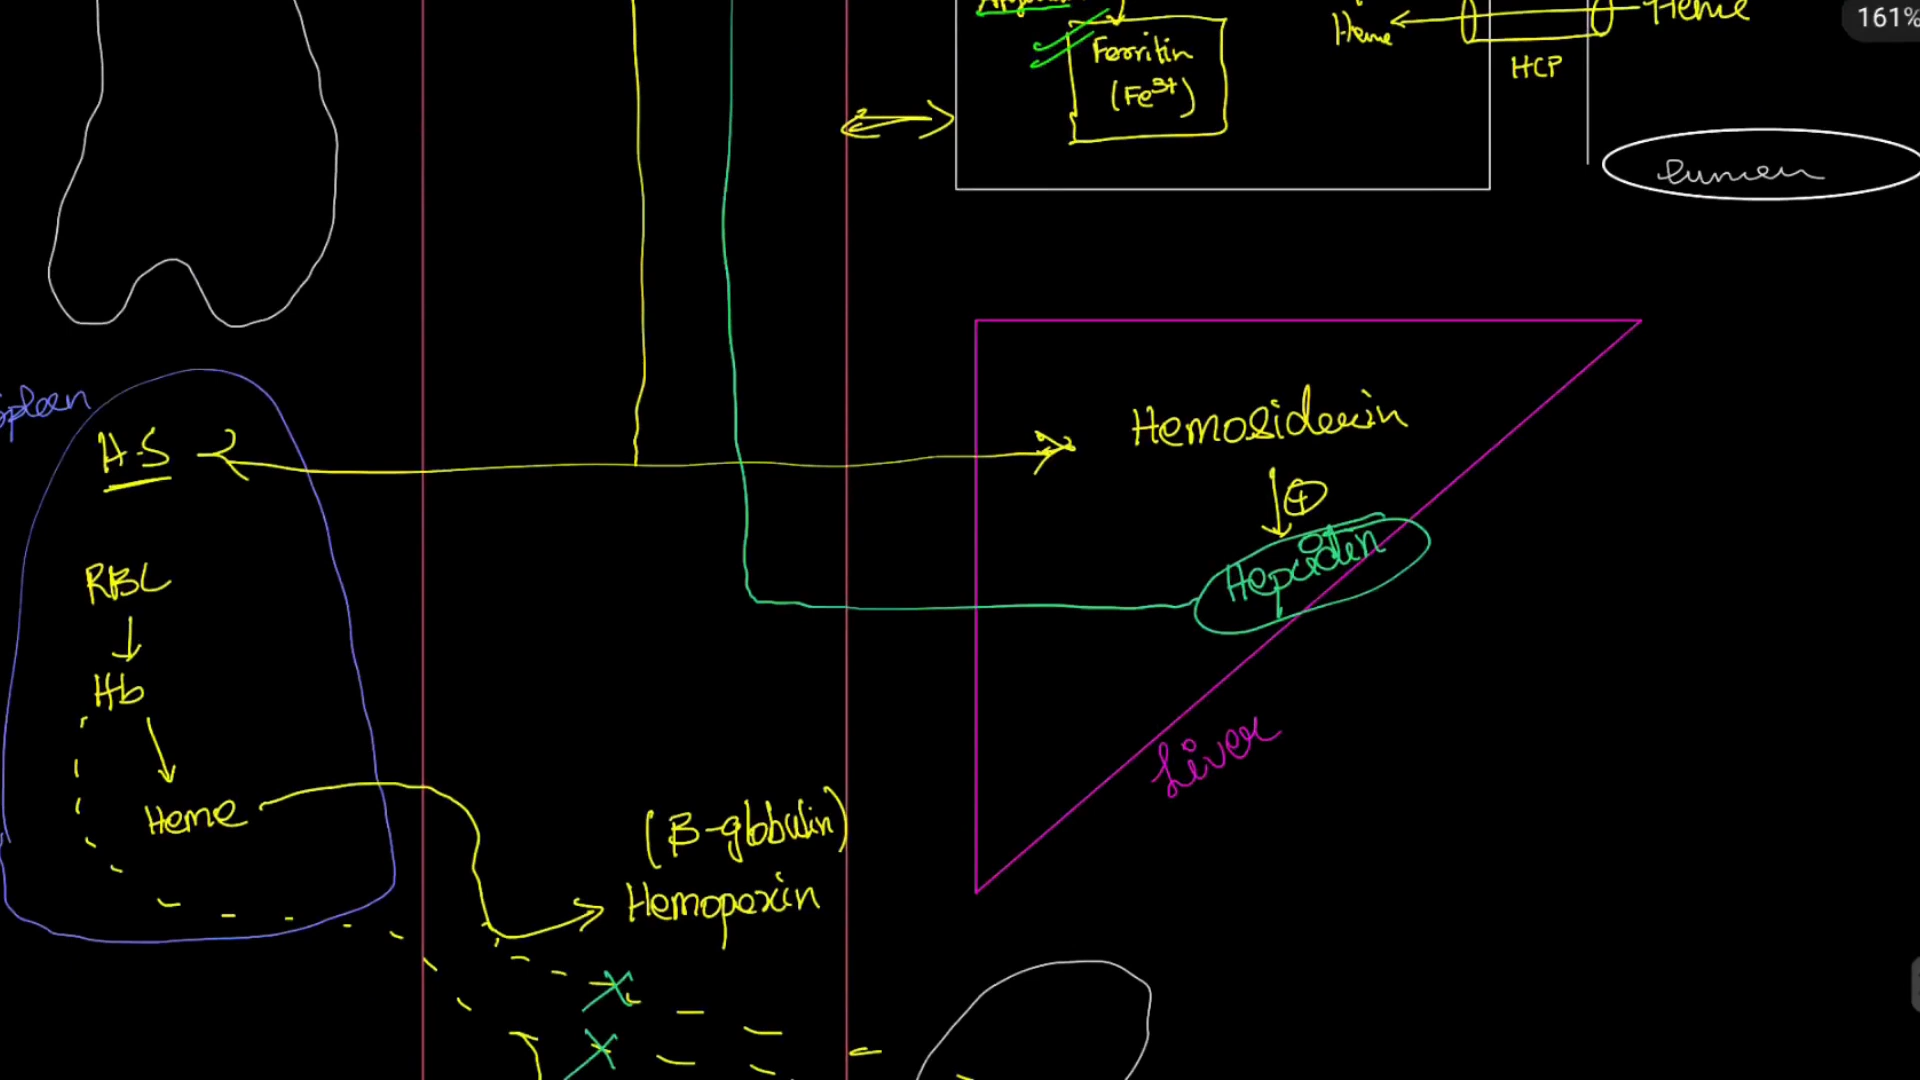 Heme
Heme
161%
Ferritin
(Fe3+)
HCP
lumen
Spleen
H-S
Hemosiderin
+
Hepcidin
RBC
Hb
Heme
Liver
(β-globulin)
Hemopexin